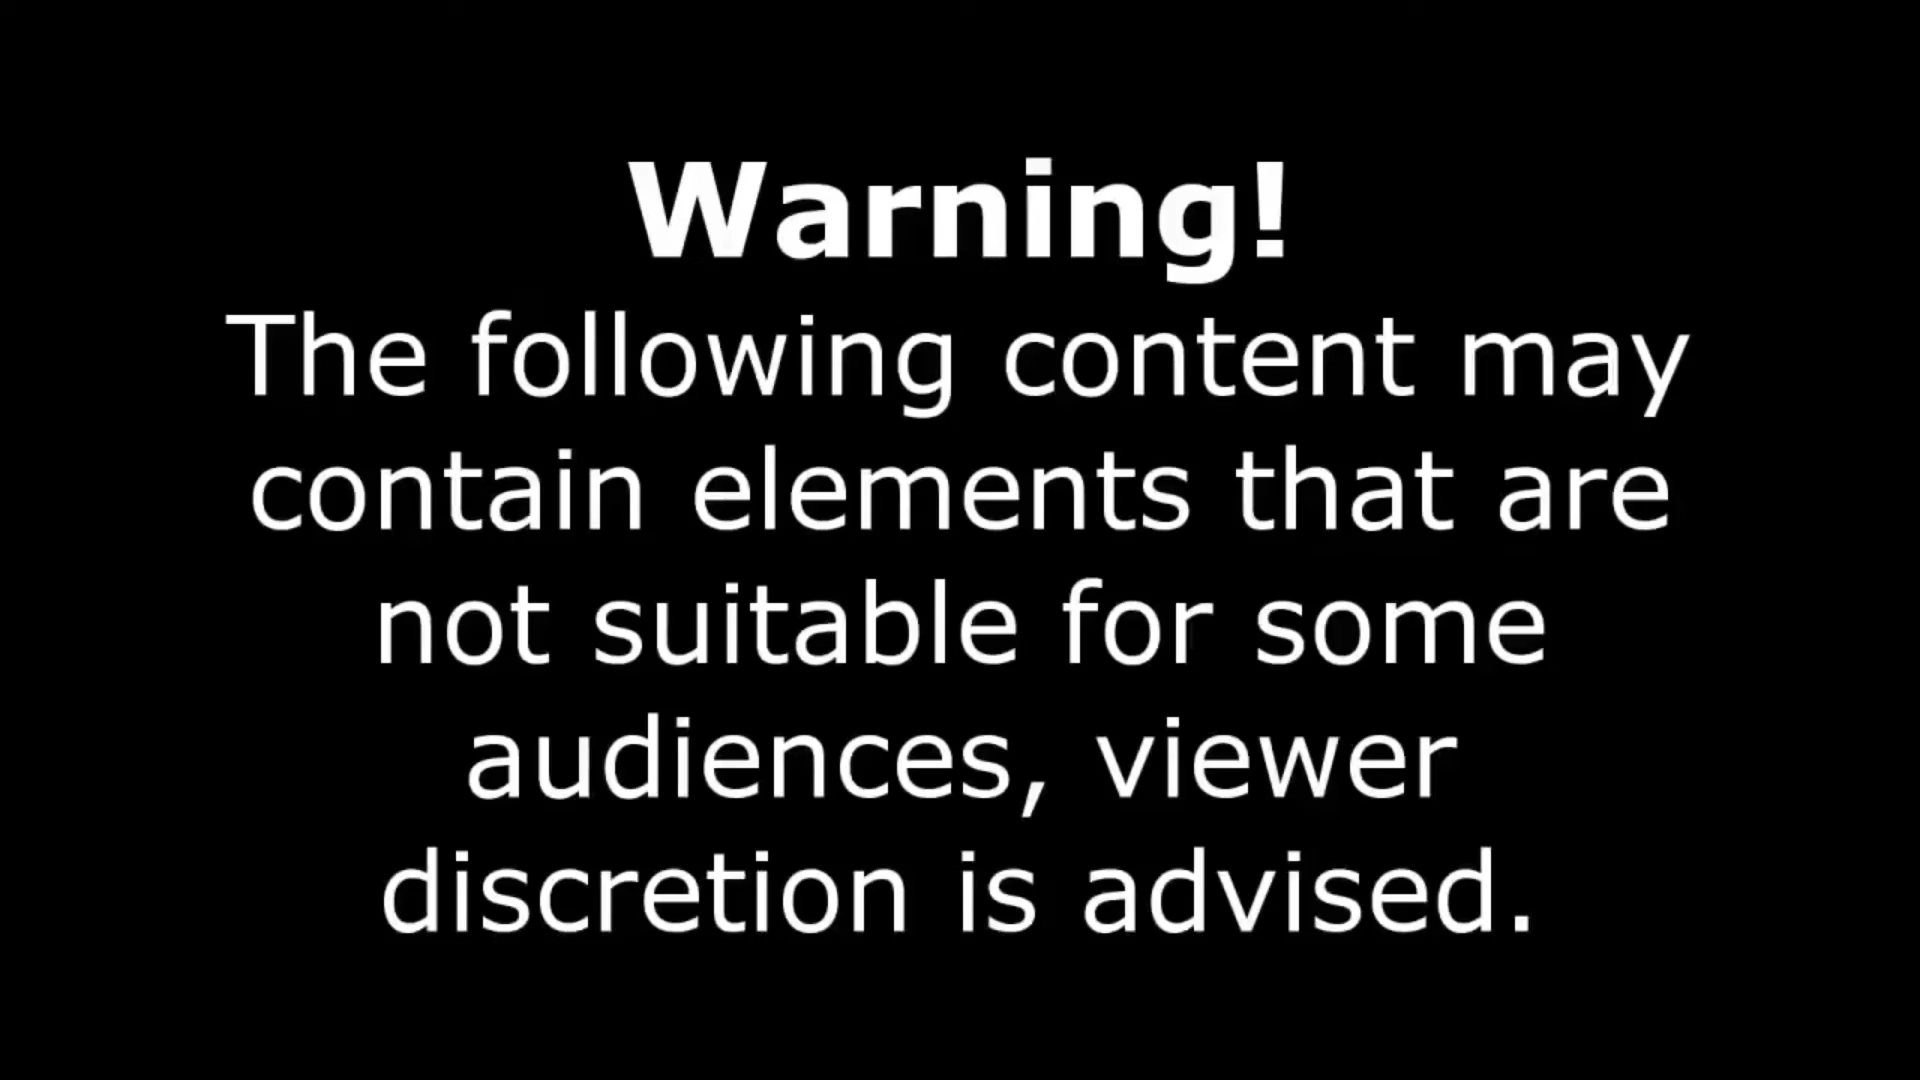 Warning!
The following content may
contain elements that are
not suitable for some
audiences, viewer
discretion is advised.